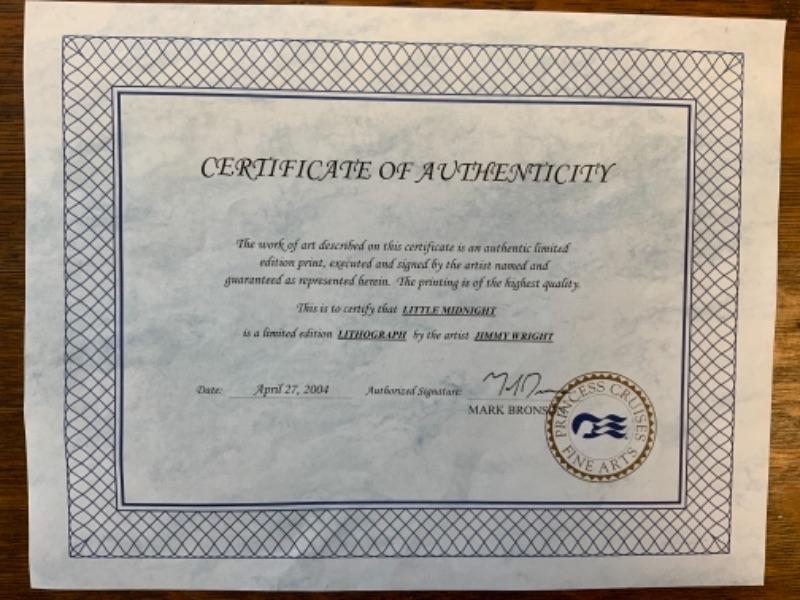 CERTIFICATE OF AUTHENTICITY
The work of art described on this certificate is an authentic limited
edition print, executed and signed by the artist named and
guaranteed as represented herein. The printing is of the highest quality.
This is to certify that LITTLE MIDNIGHT
is a limited edition LITHOGRAPH by the artist JIMMY WRIGHT
Date: April 27, 2004 Authorized Signature:
MARK BRONS
PRINCESS CRUISES
FINE ARTS